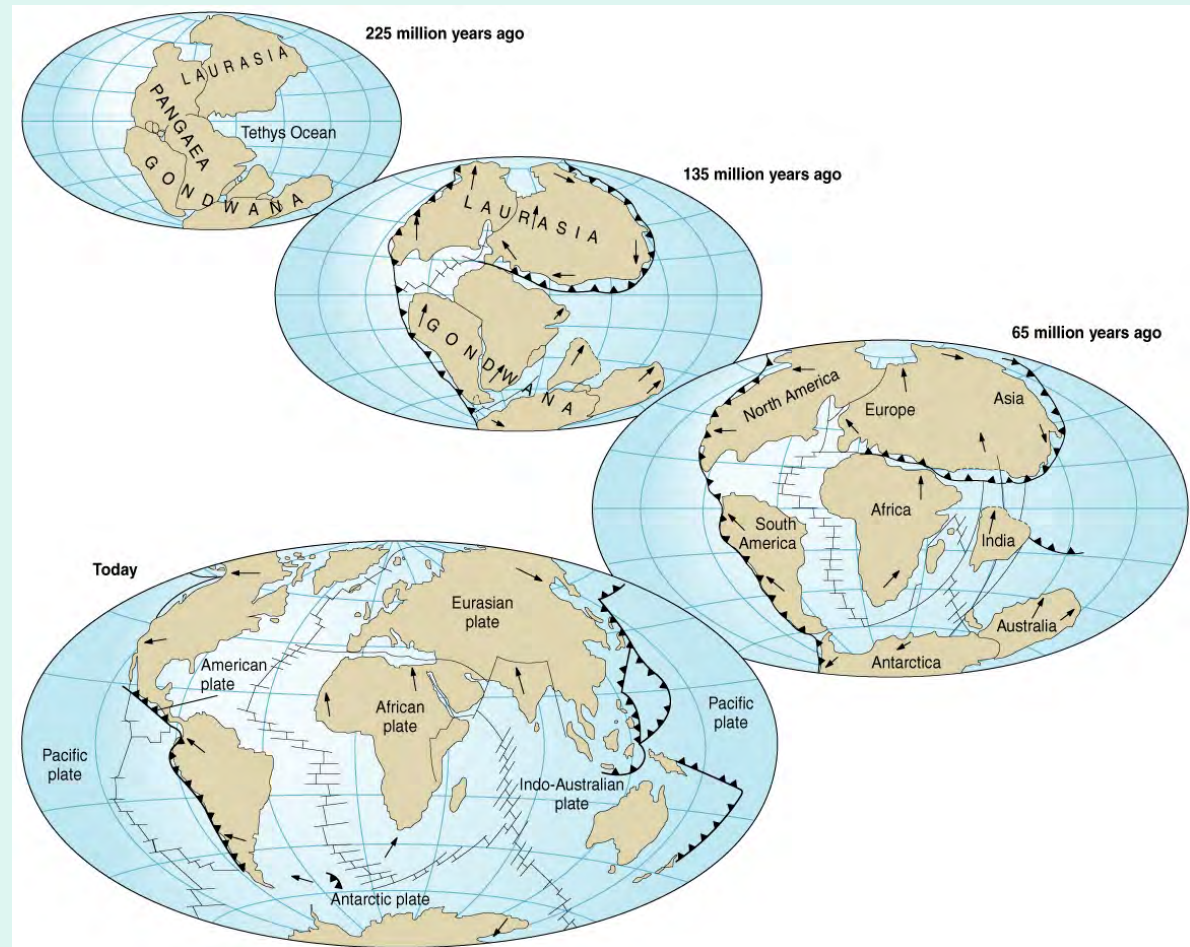 225 million years ago
LAURASIA
PANGAEA
Tethys Ocean
GONDWANA
135 million years ago
LAURASIA
GONDWANA
65 million years ago
North America
Europe
Asia
Africa
South
America
India
Australia
Antarctica
Today
Eurasian
plate
American
plate
African
plate
Pacific
plate
Pacific
plate
Indo-Australian
plate
Antarctic plate